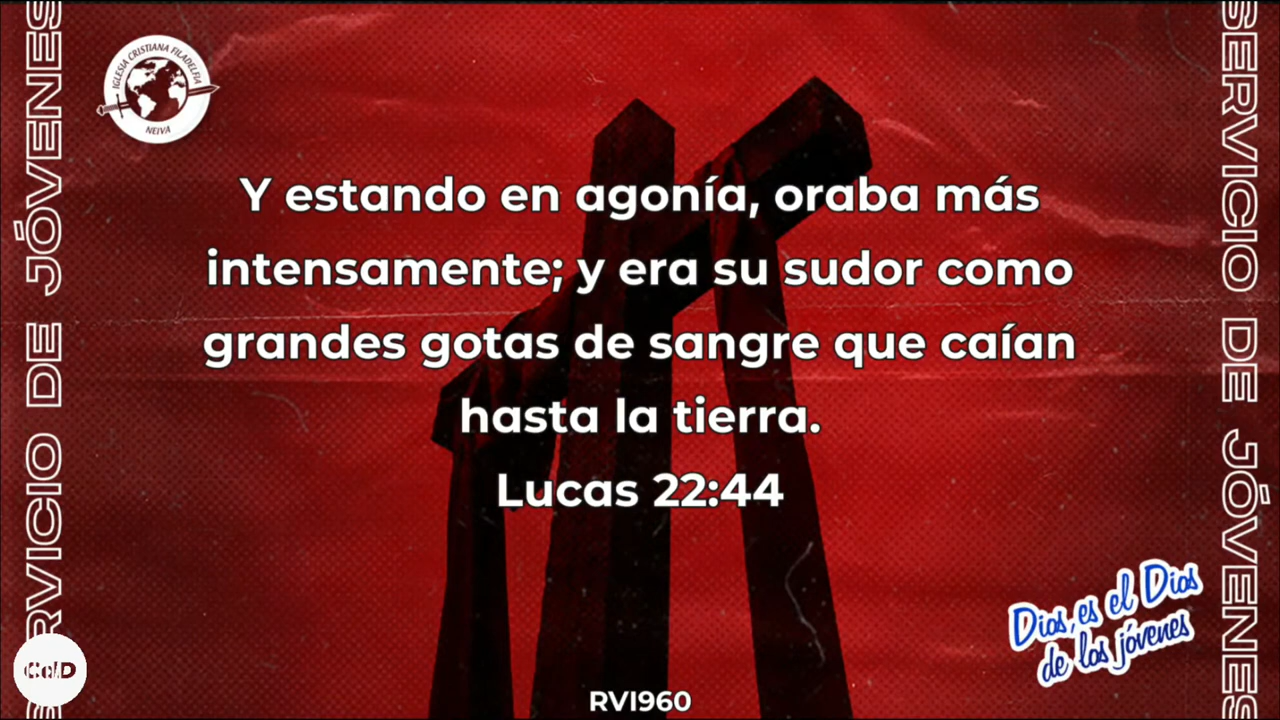 SERVICIO DE JÓVENES
IGLESIA CRISTIANA FILADELFIA
NEIVA
Y estando en agonía, oraba más
intensamente; y era su sudor como
grandes gotas de sangre que caían
hasta la tierra.
Lucas 22:44
SERVICIO DE JÓVENES
Dios, es el Dios
de los jóvenes
RV1960